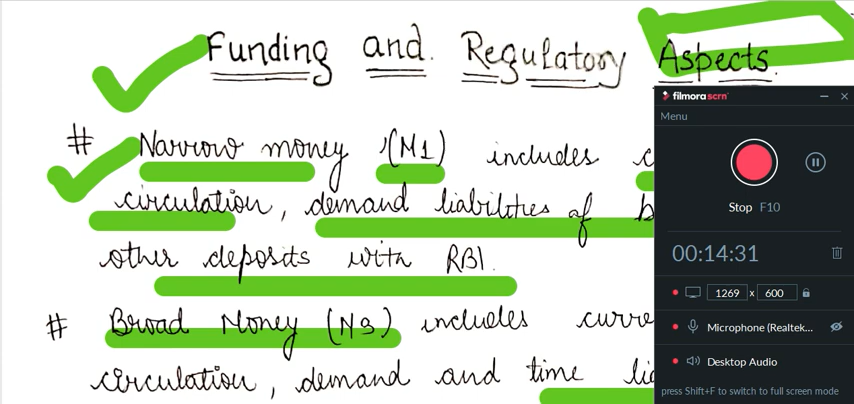 Funding and Regulatory Aspects.
# Narrow money (M1) includes
circulation, demand liabilities of
other deposits with RBI.
# Broad Money (M3) includes
circulation, demand and time
filmora scrn
Menu
Stop F10
00:14:31
1269 x 600
Microphone (Realtek...
Desktop Audio
press Shift+F to switch to full screen mode